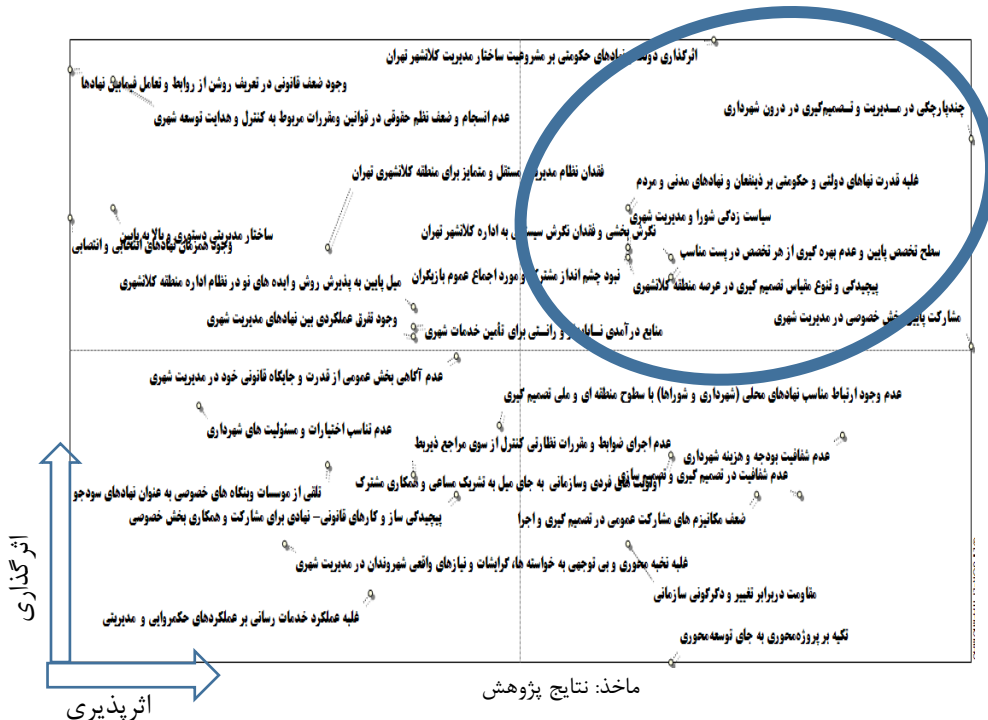 اثرگذاری دولت نهادهای حکومتی بر مشروعیت ساختار مدیریت کلانشهر تهران
وجود ضعف قانونی در تعریف روشن از روابط و تعامل فیمابین نهادها
چندپارچگی در مـدیریت و تـصمیم‌گیری در درون شهرداری
عدم انسجام و ضعف نظم حقوقی در قوانین ومقررات مربوط به کنترل و هدایت توسعه شهری
فقدان نظام مدیریت مستقل و متمایز برای منطقه کلانشهری تهران
غلبه قدرت نهاهای دولتی و حکومتی بر ذینفعان و نهادهای مدنی و مردم
سیاست زدگی شورا و مدیریت شهری
نگرش بخشی و فقدان نگرش سیستمی به اداره کلانشهر تهران
ساختار مدیریتی دستوری و بالا به پایین
وجود همزمان نهادهای انتخابی و انتصابی
سطح تخصص پایین و عدم بهره گیری از هر تخصص در پست مناسب
نبود چشم انداز مشترک و مورد اجماع عموم بازیگران
میل پایین به پذیرش روش و ایده های نو در نظام اداره منطقه کلانشهری
پیچیدگی و تنوع مقیاس تصمیم گیری در عرصه منطقه کلانشهری
مشارکت پایین بخش خصوصی در مدیریت شهری
وجود تفرق عملکردی بین نهادهای مدیریت شهری
منابع درآمدی نـاپایدار و رانـتی برای تأمین خدمات شهری
عدم آگاهی بخش عمومی از قدرت و جایگاه قانونی خود در مدیریت شهری
عدم وجود ارتباط مناسب نهادهای محلی (شهرداری و شوراها) با سطوح منطقه ای و ملی تصمیم گیری
عدم تناسب اختیارات و مسئولیت های شهرداری
عدم اجرای ضوابط و مقررات نظارتی کنترل از سوی مراجع ذیربط
عدم شفافیت بودجه و هزینه شهرداری
عدم شفافیت در تصمیم گیری و تصمیم سازی
اولویت های فردی وسازمانی به جای میل به تشریک مساعی و همکاری مشترک
تلقی از موسسات وبنگاه های خصوصی به عنوان نهادهای سودجو
پیچیدگی ساز و کارهای قانونی– نهادی برای مشارکت و همکاری بخش خصوصی
ضعف مکانیزم های مشارکت عمومی در تصمیم گیری و اجرا
غلبه نخبه محوری و بی توجهی به خواسته ها، گرایشات و نیازهای واقعی شهروندان در مدیریت شهری
مقاومت دربرابر تغییر و دگرگونی سازمانی
غلبه عملکرد خدمات رسانی بر عملکردهای حکمروایی و مدیریتی
تکیه بر پروژه‌محوری به جای توسعه‌محوری
اثرگذاری
اثرپذیری
ماخذ: نتایج پژوهش